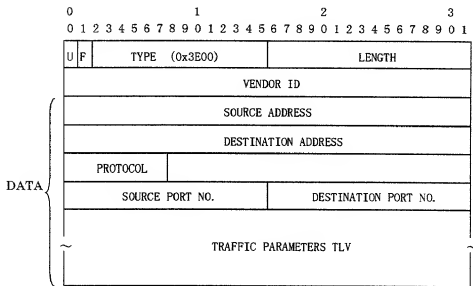 0 1 2 3
0 1 2 3 4 5 6 7 8 9 0 1 2 3 4 5 6 7 8 9 0 1 2 3 4 5 6 7 8 9 0 1
U F TYPE (0x3E00) LENGTH
VENDOR ID
SOURCE ADDRESS
DESTINATION ADDRESS
PROTOCOL
DATA
SOURCE PORT NO. DESTINATION PORT NO.
~ TRAFFIC PARAMETERS TLV ~